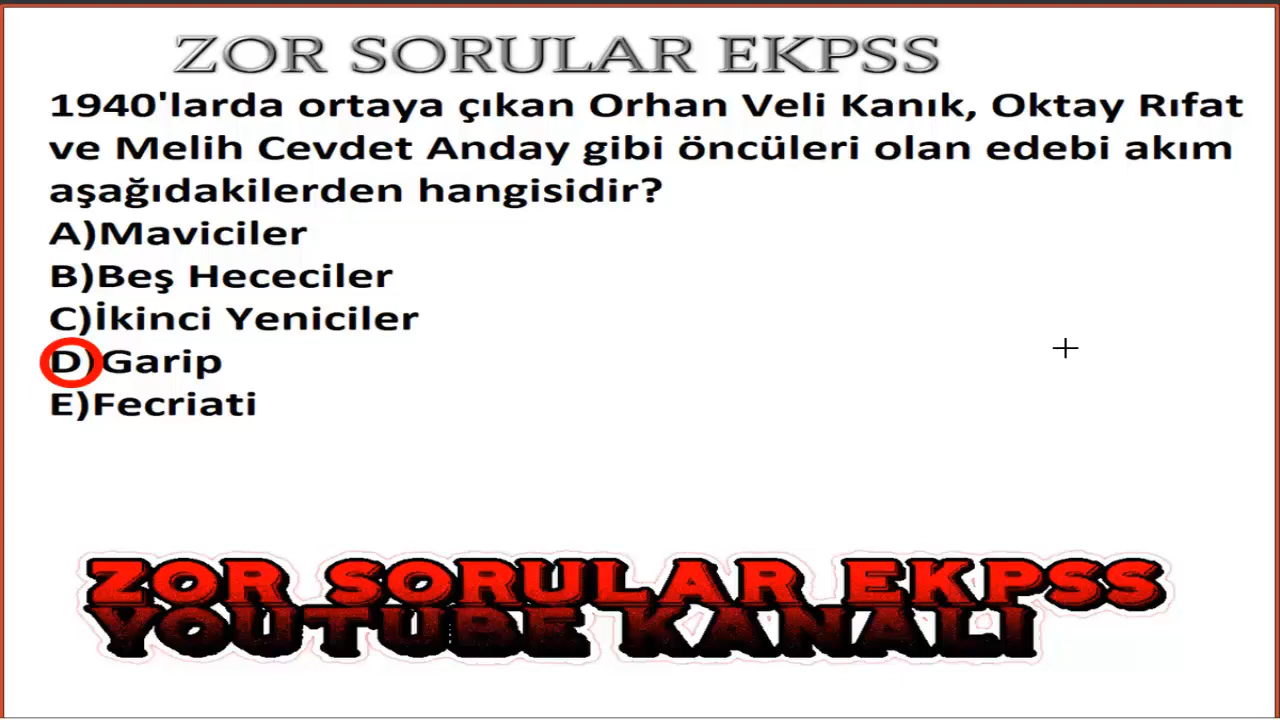 ZOR SORULAR EKPSS
1940'larda ortaya çıkan Orhan Veli Kanık, Oktay Rıfat
ve Melih Cevdet Anday gibi öncüleri olan edebi akım
aşağıdakilerden hangisidir?
A)Maviciler
B)Beş Hececiler
C)İkinci Yeniciler
D)Garip
E)Fecriati
ZOR SORULAR EKPSS
YOUTUBE KANALI